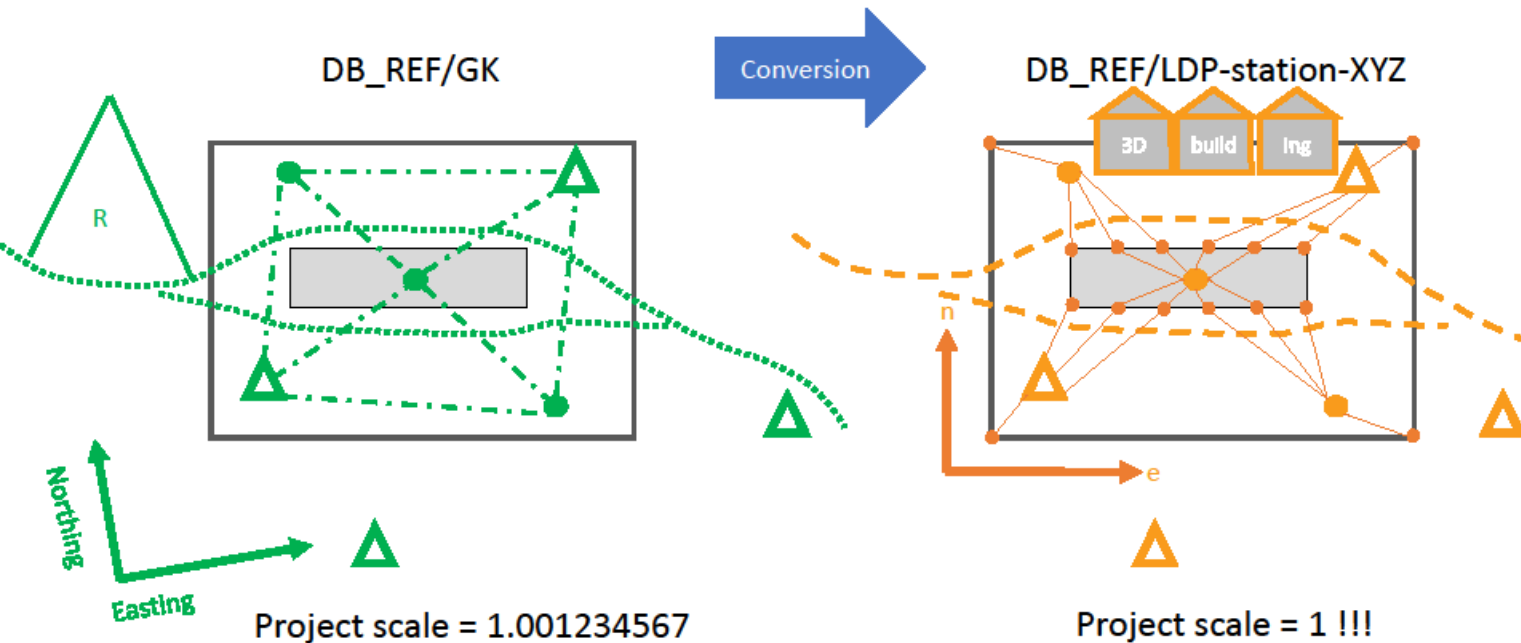 DB_REF/GK
Conversion
DB_REF/LDP-station-XYZ
3D
build
ing
R
n
e
Northing
Easting
Project scale = 1.001234567
Project scale = 1 !!!